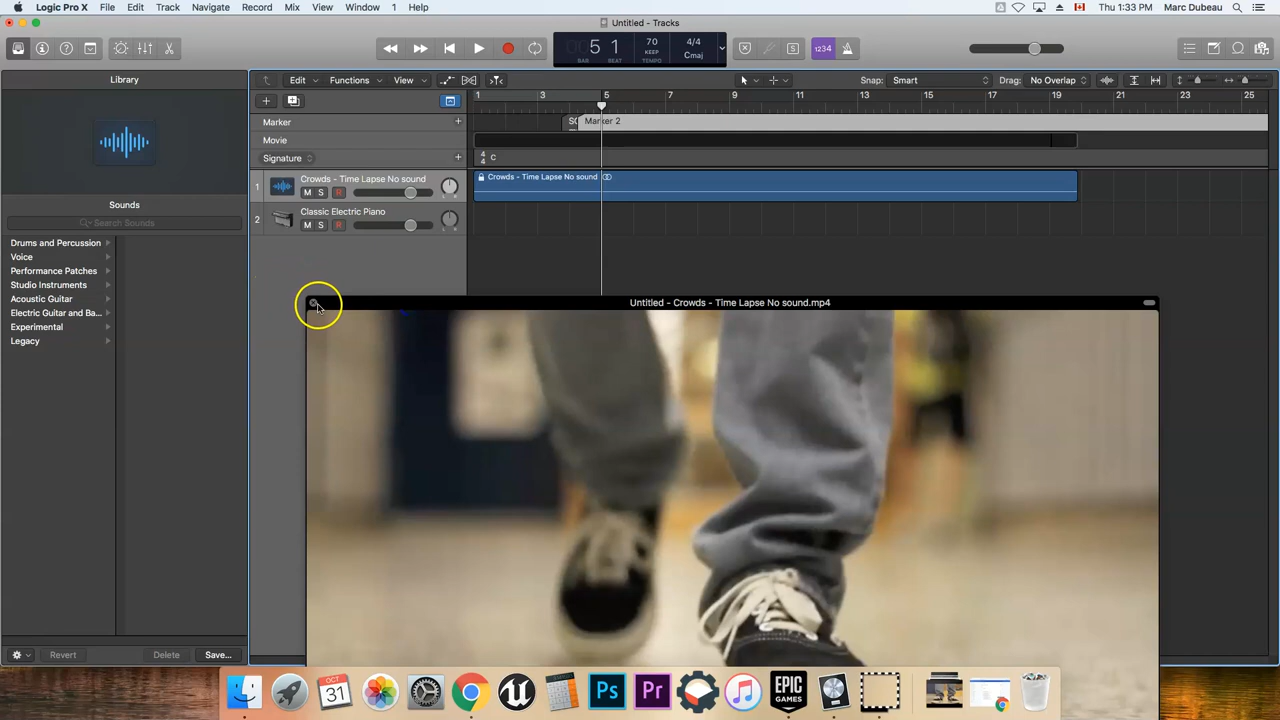 Logic Pro X File Edit Track Navigate Record Mix View Window 1 Help Thu 1:33 PM Marc Dubeau
Untitled - Tracks
5 1 70 4/4
BAR BEAT KEEP TEMPO Cmaj
1234
Library
Edit Functions View Snap: Smart Drag: No Overlap
1 3 5 7 9 11 13 15 17 19 21 23 25
Marker
Marker 2
Movie
Signature
4/4 C
1 Crowds - Time Lapse No sound
M S R
Crowds - Time Lapse No sound
2 Classic Electric Piano
M S R
Sounds
Search Sounds
Drums and Percussion
Voice
Performance Patches
Studio Instruments
Acoustic Guitar
Electric Guitar and Ba...
Experimental
Legacy
Untitled - Crowds - Time Lapse No sound.mp4
Revert Delete Save...
OCT
31
Ps Pr
EPIC
GAMES